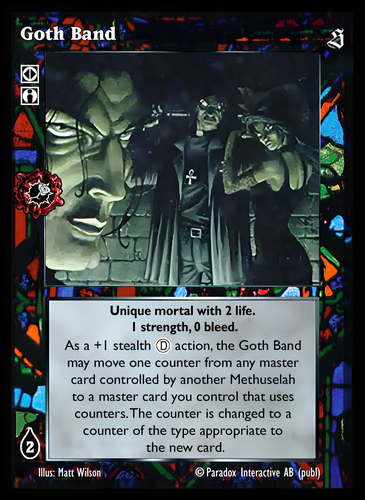 Goth Band
Unique mortal with 2 life.
1 strength, 0 bleed.
As a +1 stealth Ⓓ action, the Goth Band
may move one counter from any master
card controlled by another Methuselah
to a master card you control that uses
counters. The counter is changed to a
counter of the type appropriate to
the new card.
2
Illus: Matt Wilson © Paradox Interactive AB (publ)